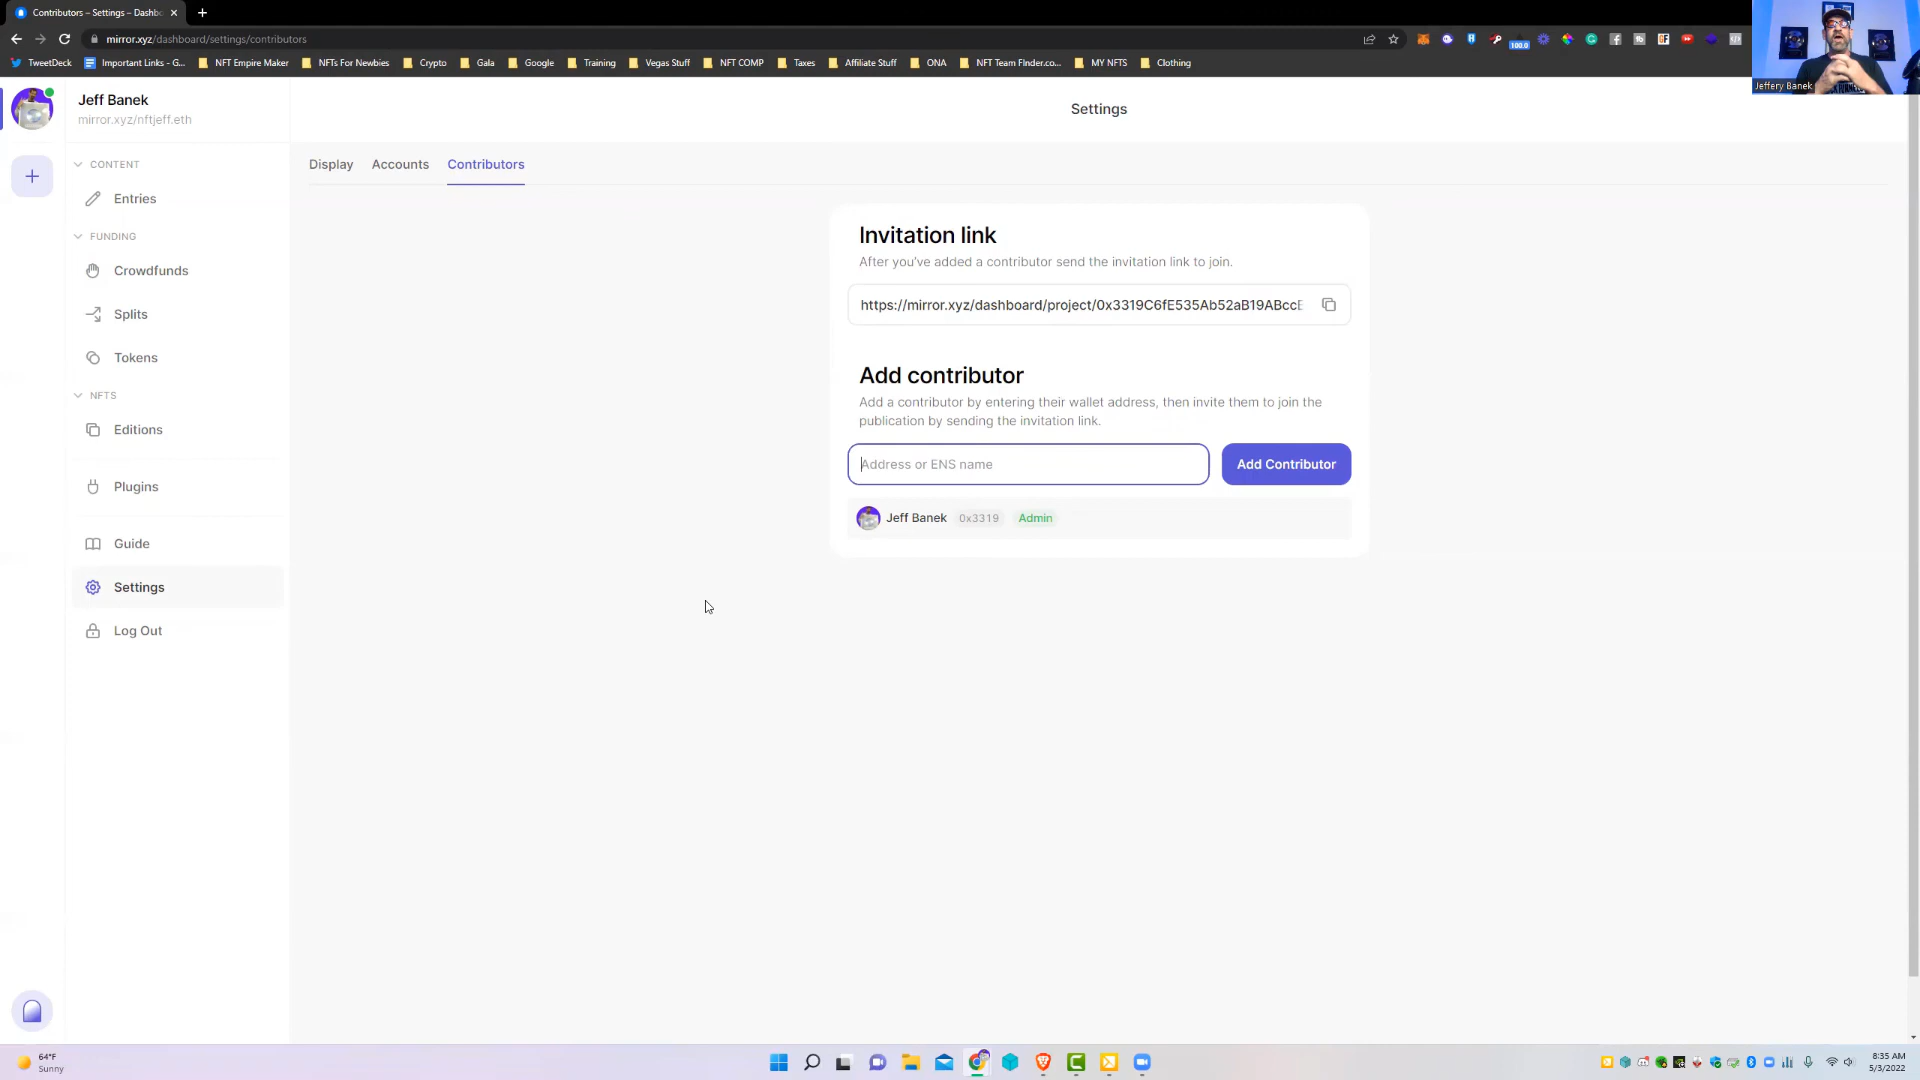 Contributors – Settings – Dashb
mirror.xyz/dashboard/settings/contributors
100.0
TweetDeck
Important Links - G...
NFT Empire Maker
NFTs For Newbies
Crypto
Gala
Google
Training
Vegas Stuff
NFT COMP
Taxes
Affiliate Stuff
ONA
NFT Team FInder.co...
MY NFTS
Clothing
Jeffery Banek
Jeff Banek
mirror.xyz/nftjeff.eth
CONTENT
Entries
FUNDING
Crowdfunds
Splits
Tokens
NFTS
Editions
Plugins
Guide
Settings
Log Out
Settings
Display
Accounts
Contributors
Invitation link
After you've added a contributor send the invitation link to join.
https://mirror.xyz/dashboard/project/0x3319C6fE535Ab52aB19ABccE
Add contributor
Add a contributor by entering their wallet address, then invite them to join the
publication by sending the invitation link.
Address or ENS name
Add Contributor
Jeff Banek 0x3319 Admin
64°F
Sunny
8:35 AM
5/3/2022